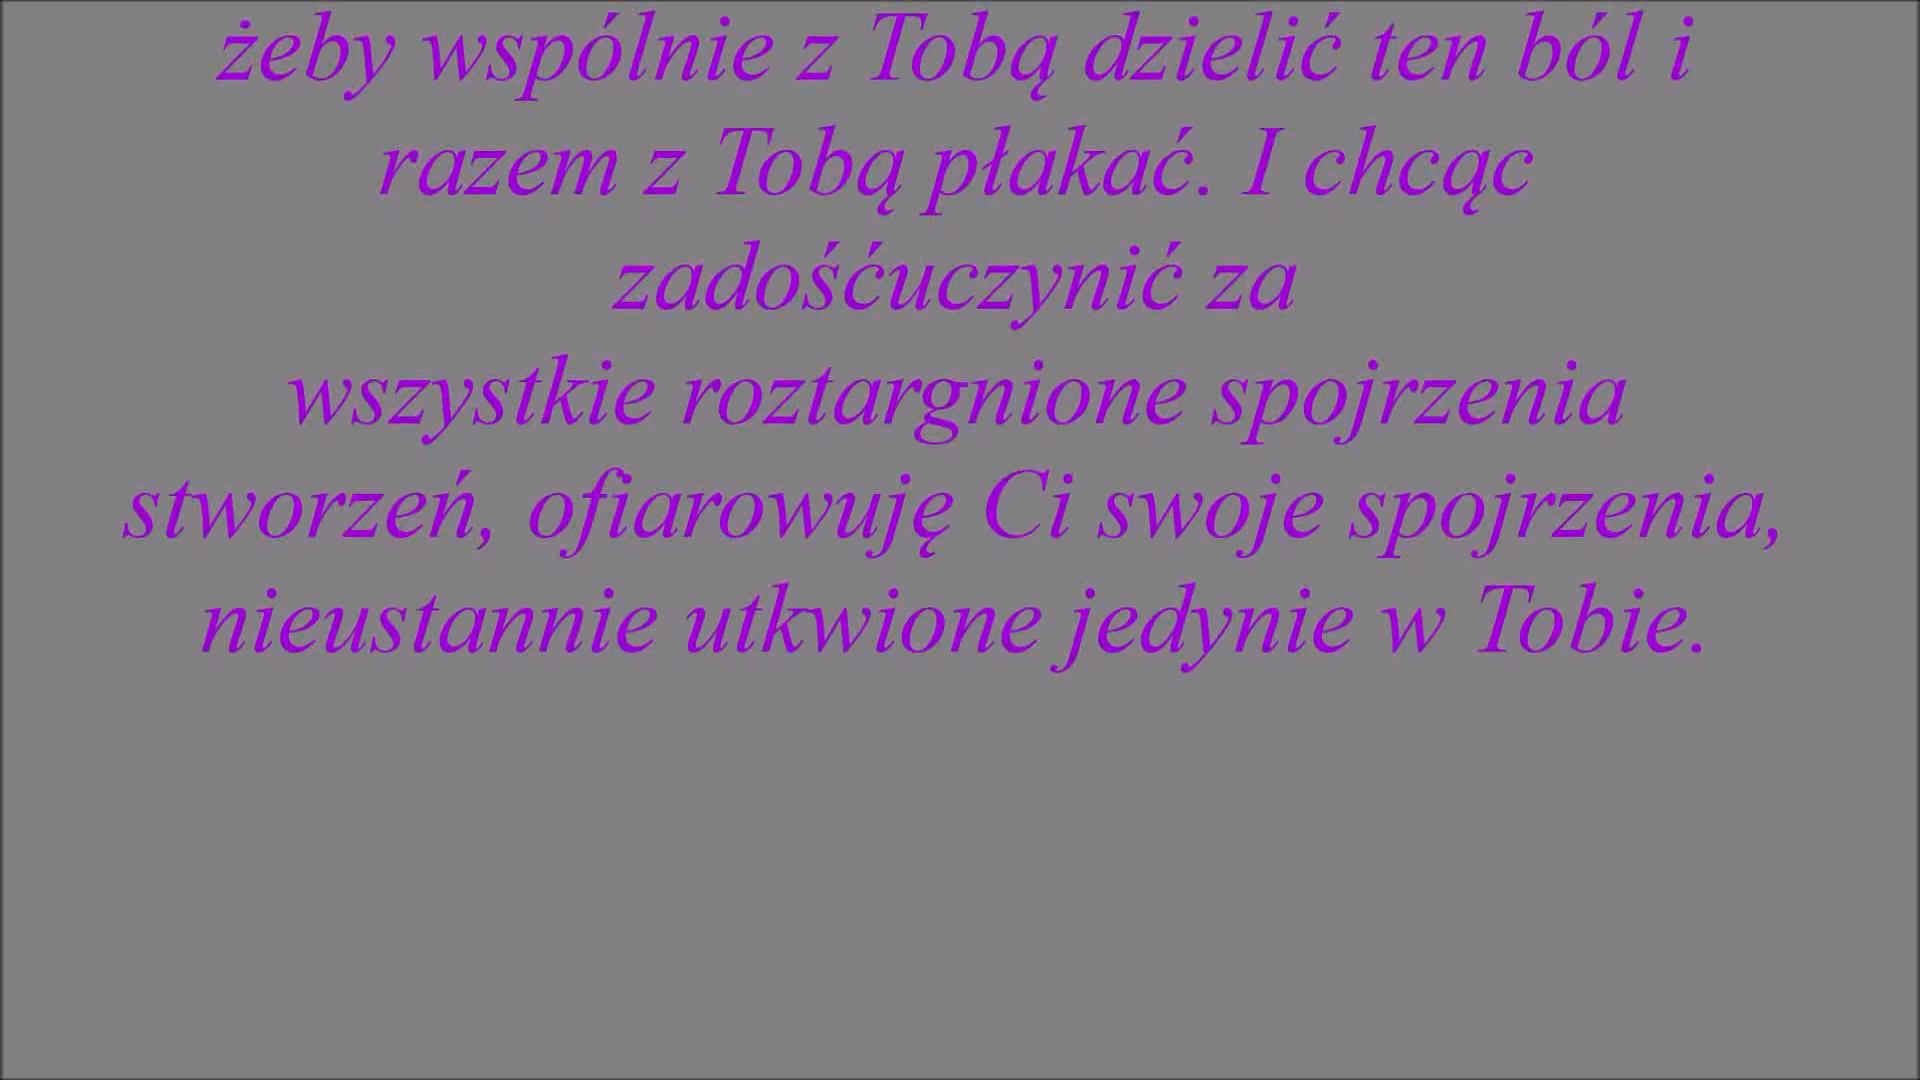 żeby wspólnie z Tobą dzielić ten ból i
razem z Tobą płakać. I chcąc
zadośćuczynić za
wszystkie roztargnione spojrzenia
stworzeń, ofiarowuję Ci swoje spojrzenia,
nieustannie utkwione jedynie w Tobie.